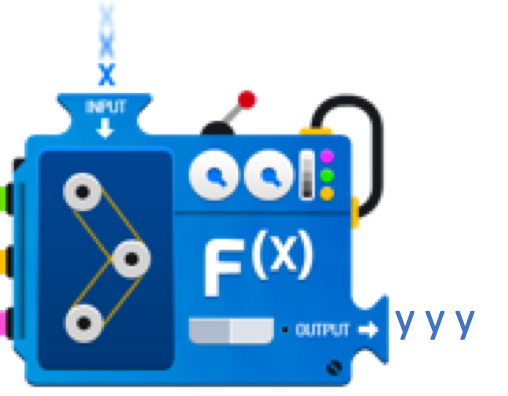 x
x
x
INPUT
F(x)
OUTPUT
y y y